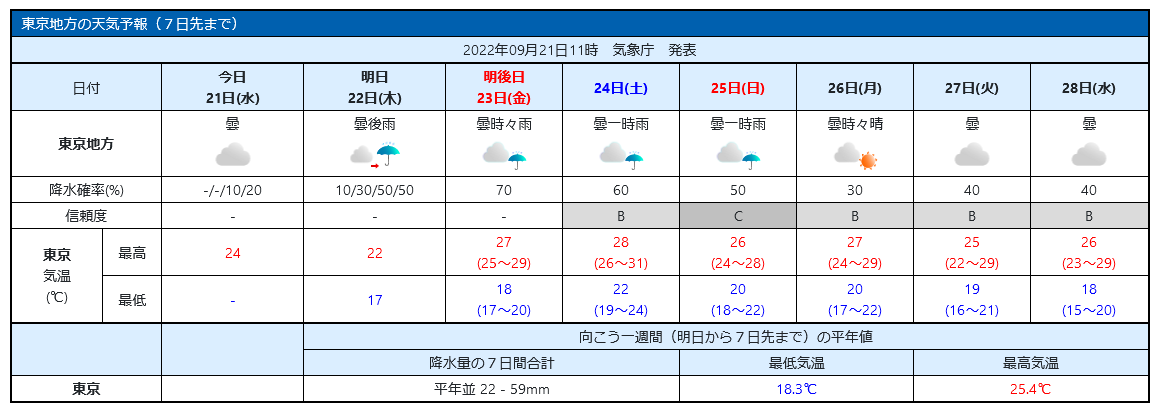 東京地方の天気予報（７日先まで）
2022年09月21日11時　気象庁　発表
日付 今日 21日(水) 明日 22日(木) 明後日 23日(金) 24日(土) 25日(日) 26日(月) 27日(火) 28日(水)
東京地方 曇 曇後雨 曇時々雨 曇一時雨 曇一時雨 曇時々晴 曇 曇
降水確率(%) -/-/10/20 10/30/50/50 70 60 50 30 40 40
信頼度 - - - B C B B B
東京 気温 (℃)
最高 24 22 27 (25～29) 28 (26～31) 26 (24～28) 27 (24～29) 25 (22～29) 26 (23～29)
最低 - 17 18 (17～20) 22 (19～24) 20 (18～22) 20 (17～22) 19 (16～21) 18 (15～20)
向こう一週間（明日から７日先まで）の平年値
降水量の７日間合計 最低気温 最高気温
東京 平年並 22 - 59mm 18.3℃ 25.4℃